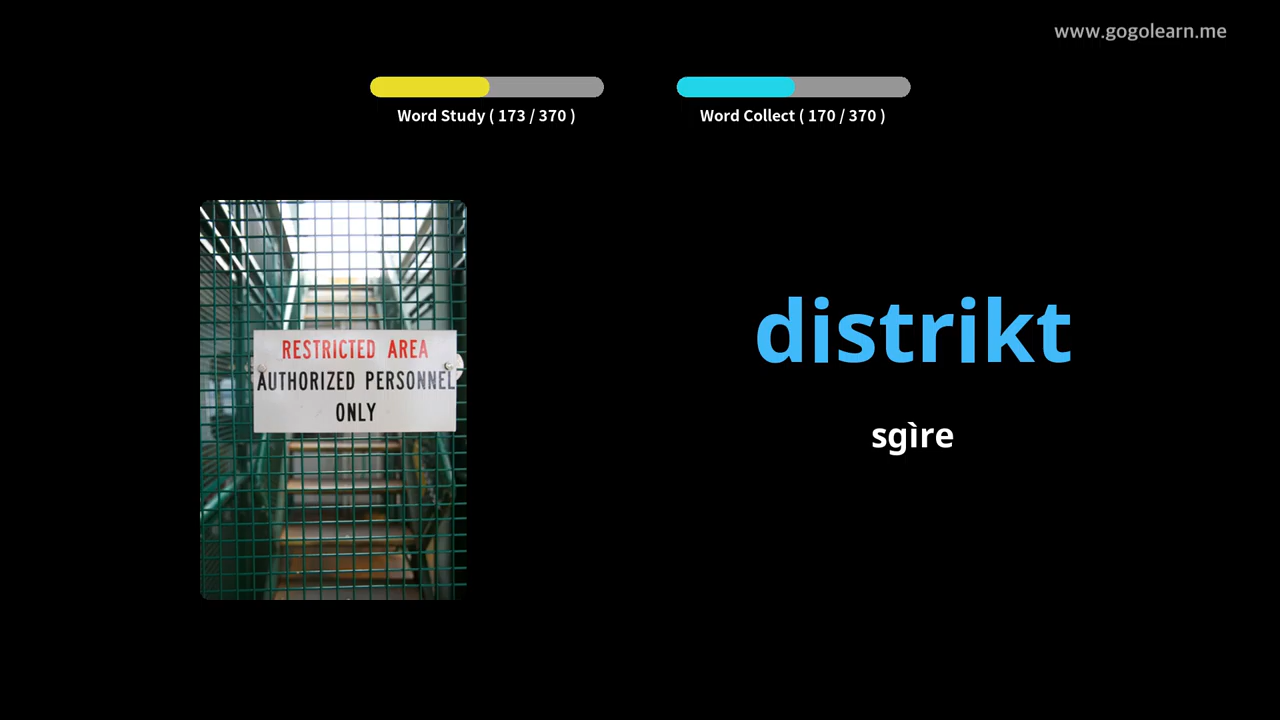 www.gogolearn.me
Word Study ( 173 / 370 )
Word Collect ( 170 / 370 )
RESTRICTED AREA
AUTHORIZED PERSONNEL
ONLY
distrikt
sgìre